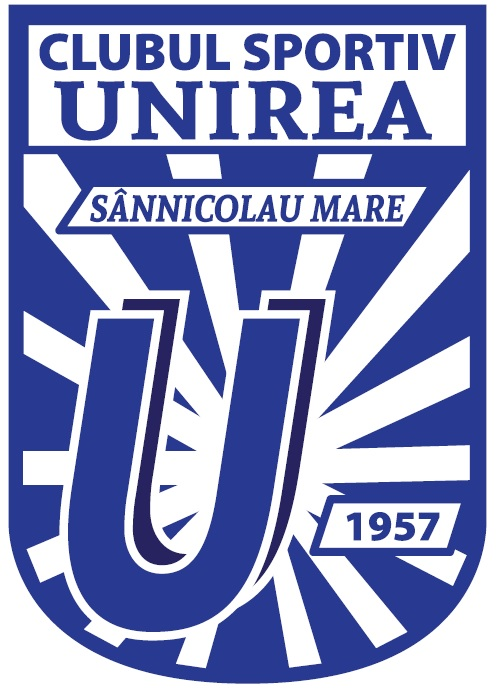 CLUBUL SPORTIV
UNIREA
SÂNNICOLAU MARE
U
1957